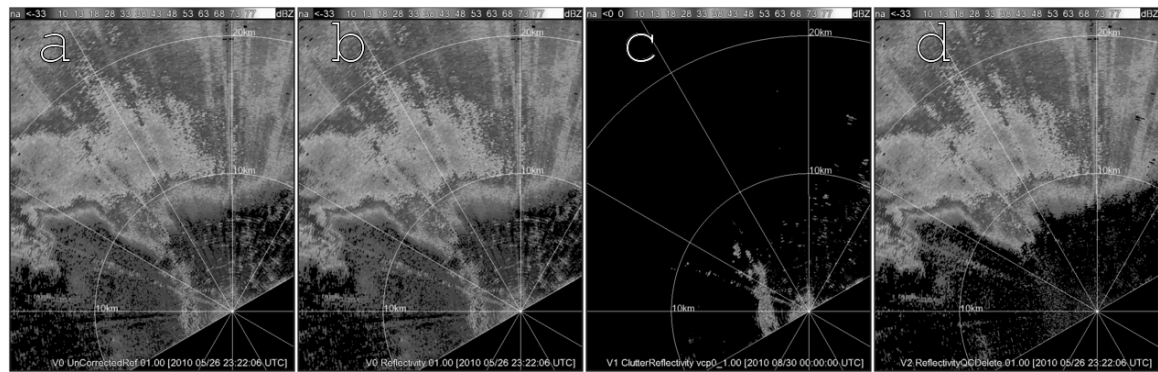 na <-33 10 13 18 28 38 43 48 53 63 68 73 77 dBZ
a
20km
10km
10km
V0 UnCorrectedRef 01.00 [2010 05/26 23:22:06 UTC]
na <-33 10 13 18 28 38 43 48 53 63 68 73 77 dBZ
b
20km
10km
10km
V0 Reflectivity 01.00 [2010 05/26 23:22:06 UTC]
na <0 0 10 13 18 28 38 43 48 53 63 68 73 77 dBZ
c
20km
10km
10km
V1 ClutterReflectivity vcp0_1.00 [2010 08/30 00:00:00 UTC]
na <-33 10 13 18 28 38 43 48 53 63 68 73 77 dBZ
d
20km
10km
10km
V2 ReflectivityQCDelete 01.00 [2010 05/26 23:22:06 UTC]